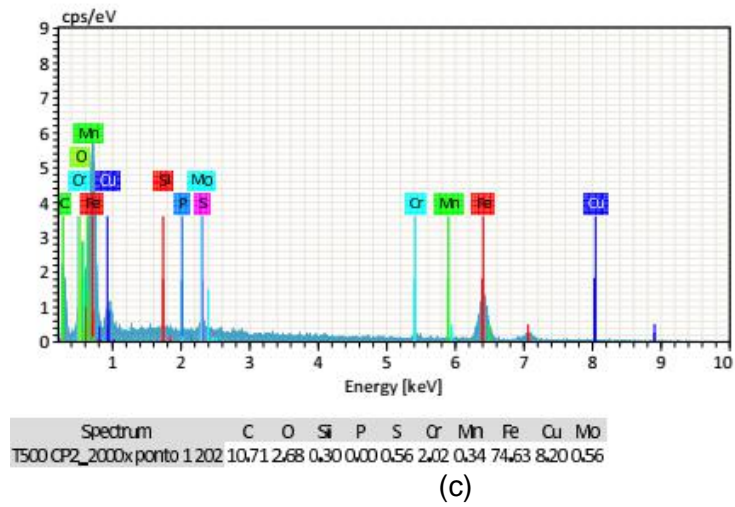 cps/eV
9
8
7
6
5
4
3
2
1
0
Mn
O
Cr Cu Si Mo
C Fe P S Cr Mn Fe Cu
1 2 3 4 5 6 7 8 9 10
Energy [keV]
Spectrum C O Si P S Cr Mn Fe Cu Mo
T500 CP2_2000x ponto 1 202 10.71 2.68 0.30 0.00 0.56 2.02 0.34 74.63 8.20 0.56
(c)